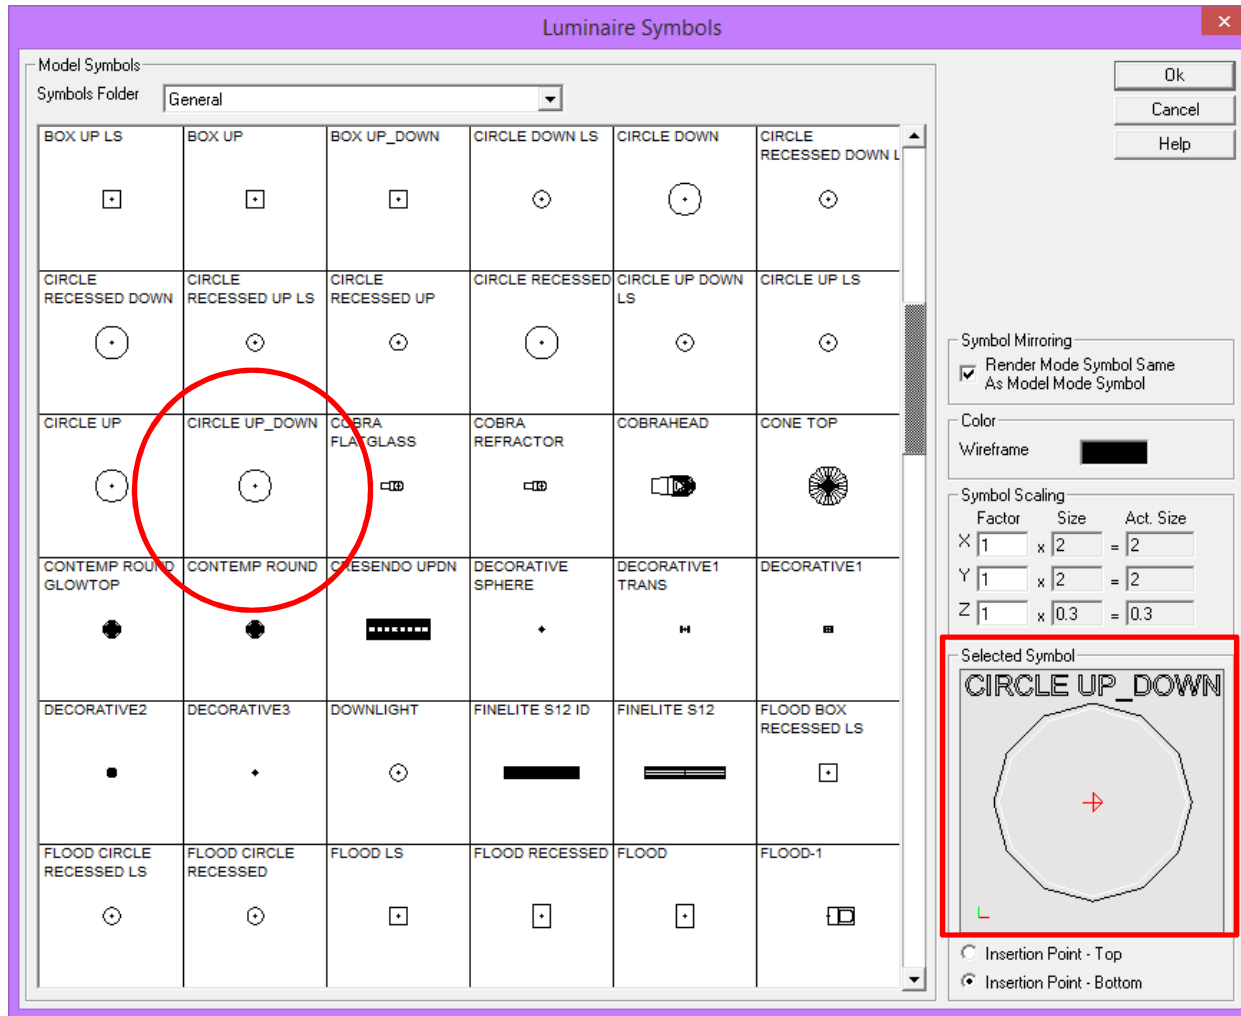 Luminaire Symbols
Model Symbols
Symbols Folder
General
Ok
Cancel
Help
BOX UP LS
BOX UP
BOX UP_DOWN
CIRCLE DOWN LS
CIRCLE DOWN
CIRCLE
RECESSED DOWN L
CIRCLE
RECESSED DOWN
CIRCLE
RECESSED UP LS
CIRCLE
RECESSED UP
CIRCLE RECESSED
CIRCLE UP DOWN
LS
CIRCLE UP LS
CIRCLE UP
CIRCLE UP_DOWN
COBRA
FLATGLASS
COBRA
REFRACTOR
COBRAHEAD
CONE TOP
CONTEMP ROUND
GLOWTOP
CONTEMP ROUND
CRESENDO UPDN
DECORATIVE
SPHERE
DECORATIVE1
TRANS
DECORATIVE1
DECORATIVE2
DECORATIVE3
DOWNLIGHT
FINELITE S12 ID
FINELITE S12
FLOOD BOX
RECESSED LS
FLOOD CIRCLE
RECESSED LS
FLOOD CIRCLE
RECESSED
FLOOD LS
FLOOD RECESSED
FLOOD
FLOOD-1
Symbol Mirroring
Render Mode Symbol Same
As Model Mode Symbol
Color
Wireframe
Symbol Scaling
Factor Size Act. Size
X 1 x 2 = 2
Y 1 x 2 = 2
Z 1 x 0.3 = 0.3
Selected Symbol
CIRCLE UP_DOWN
Insertion Point - Top
Insertion Point - Bottom